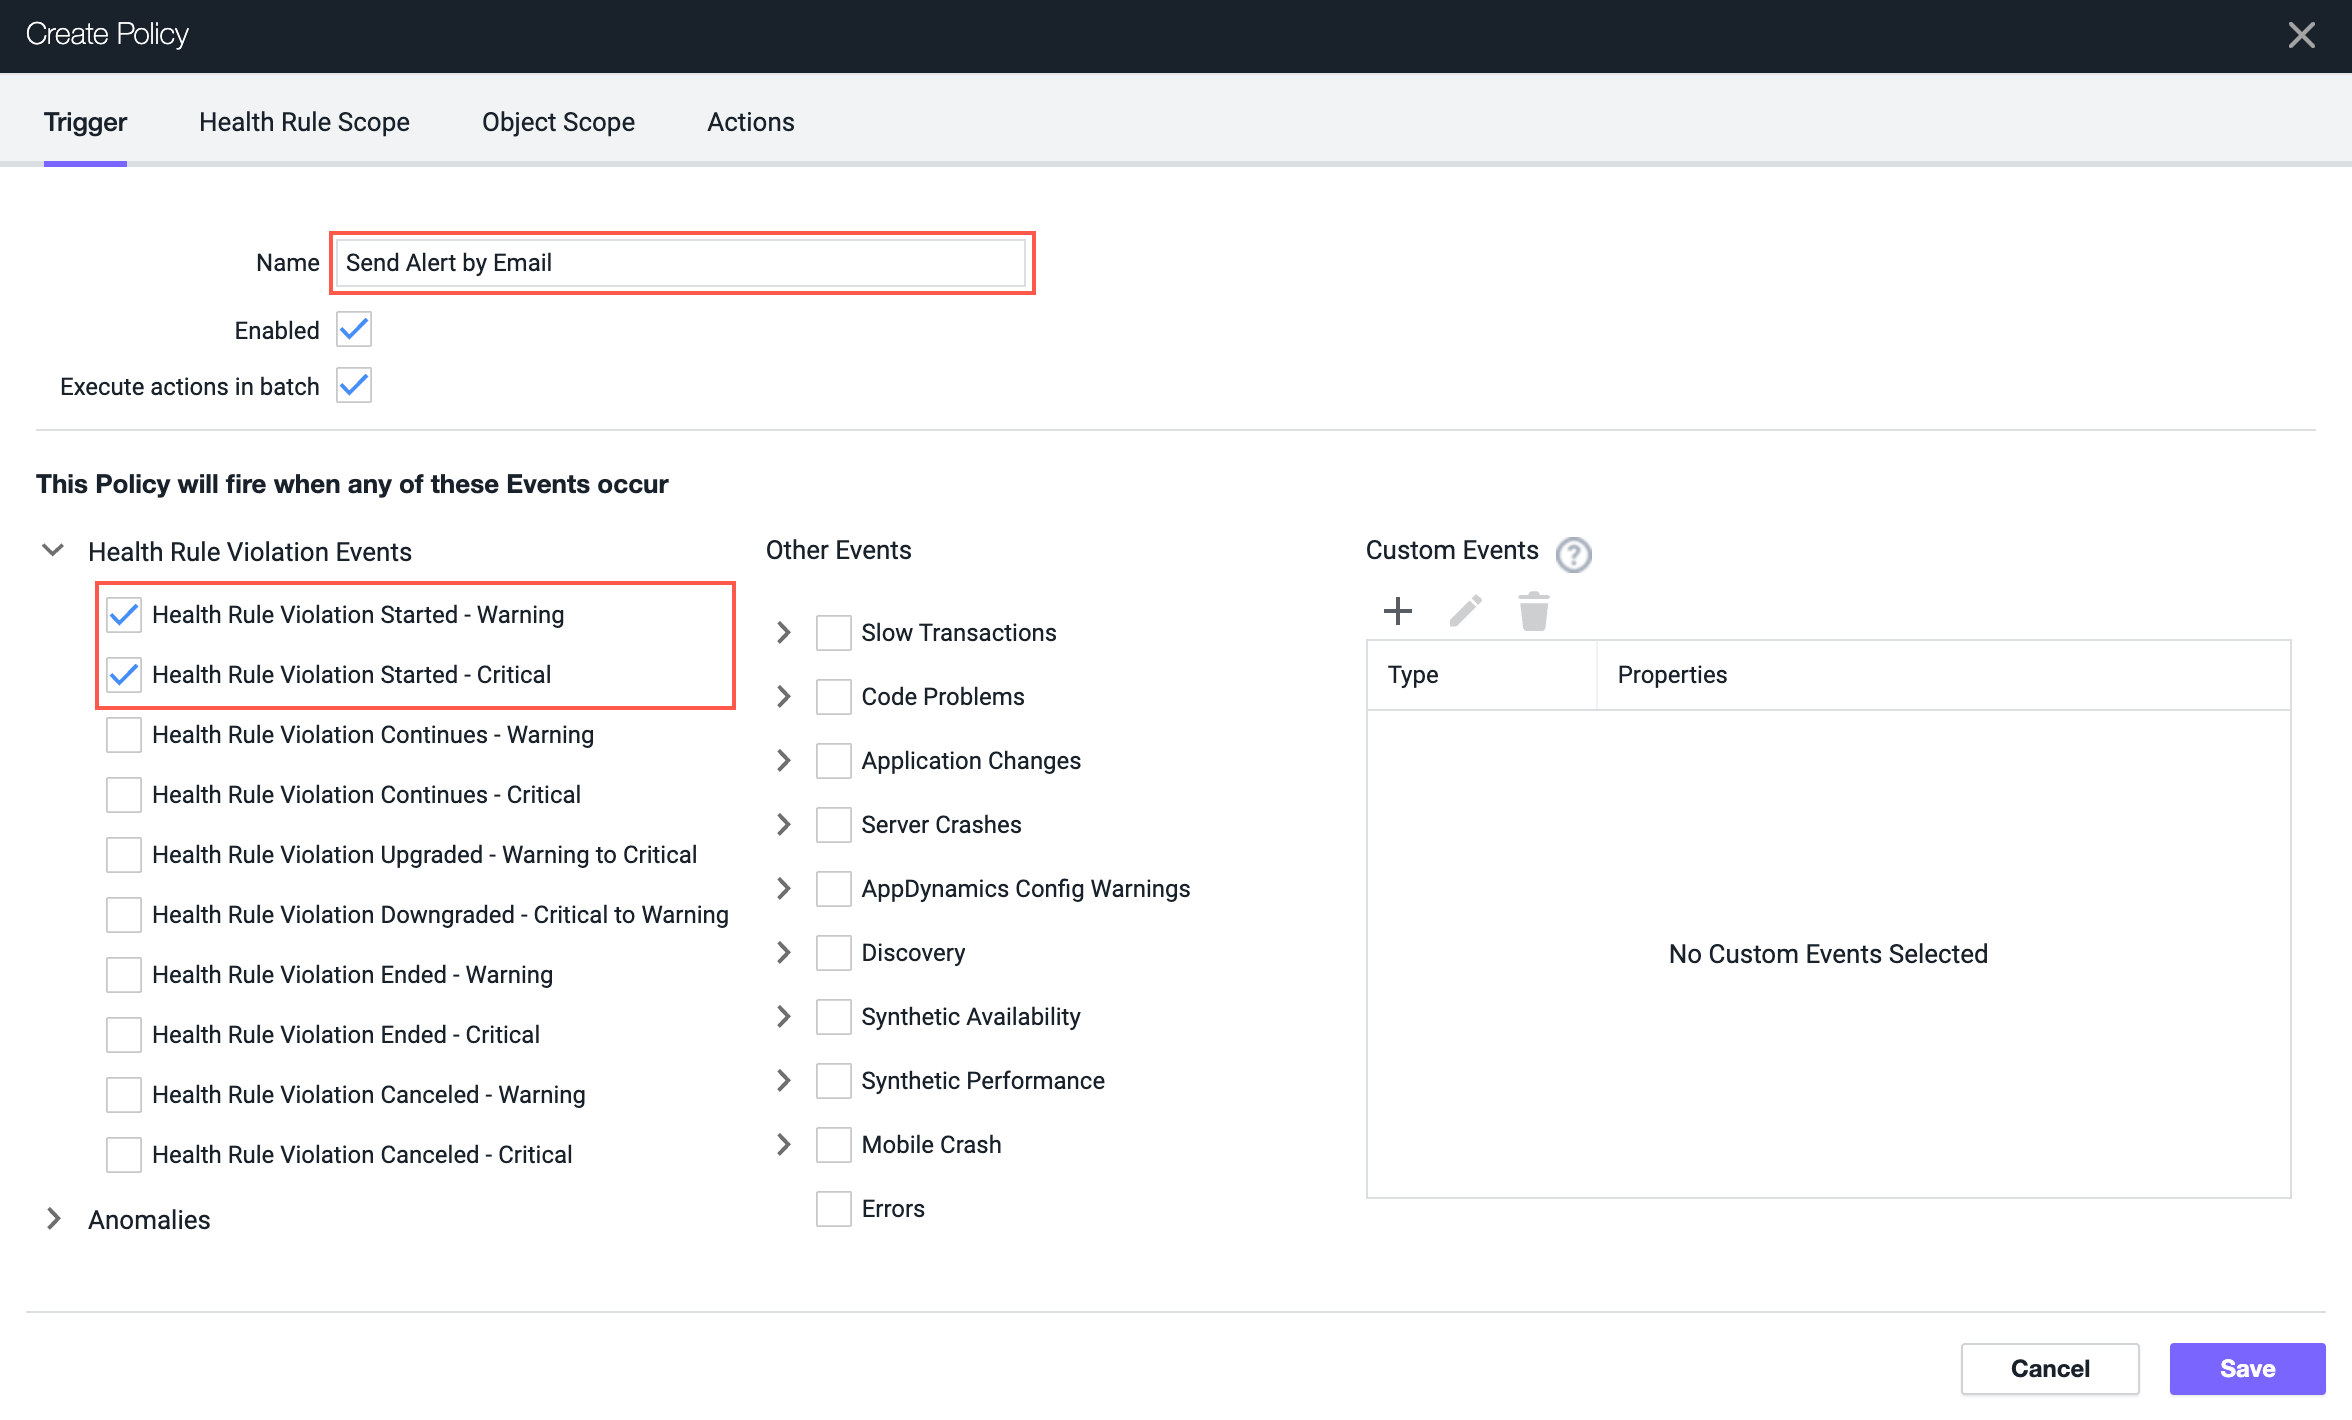 Create Policy
Trigger
Health Rule Scope
Object Scope
Actions
Name
Send Alert by Email
Enabled
Execute actions in batch
This Policy will fire when any of these Events occur
Health Rule Violation Events
Health Rule Violation Started - Warning
Health Rule Violation Started - Critical
Health Rule Violation Continues - Warning
Health Rule Violation Continues - Critical
Health Rule Violation Upgraded - Warning to Critical
Health Rule Violation Downgraded - Critical to Warning
Health Rule Violation Ended - Warning
Health Rule Violation Ended - Critical
Health Rule Violation Canceled - Warning
Health Rule Violation Canceled - Critical
Anomalies
Other Events
Slow Transactions
Code Problems
Application Changes
Server Crashes
AppDynamics Config Warnings
Discovery
Synthetic Availability
Synthetic Performance
Mobile Crash
Errors
Custom Events
?
Type
Properties
No Custom Events Selected
Cancel
Save